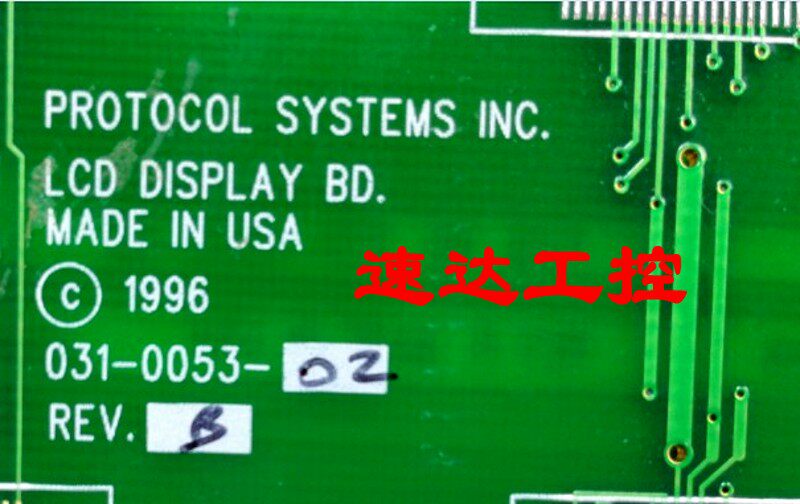 PROTOCOL SYSTEMS INC.
LCD DISPLAY BD.
MADE IN USA
速达工控
© 1996
031-0053-02
REV. B